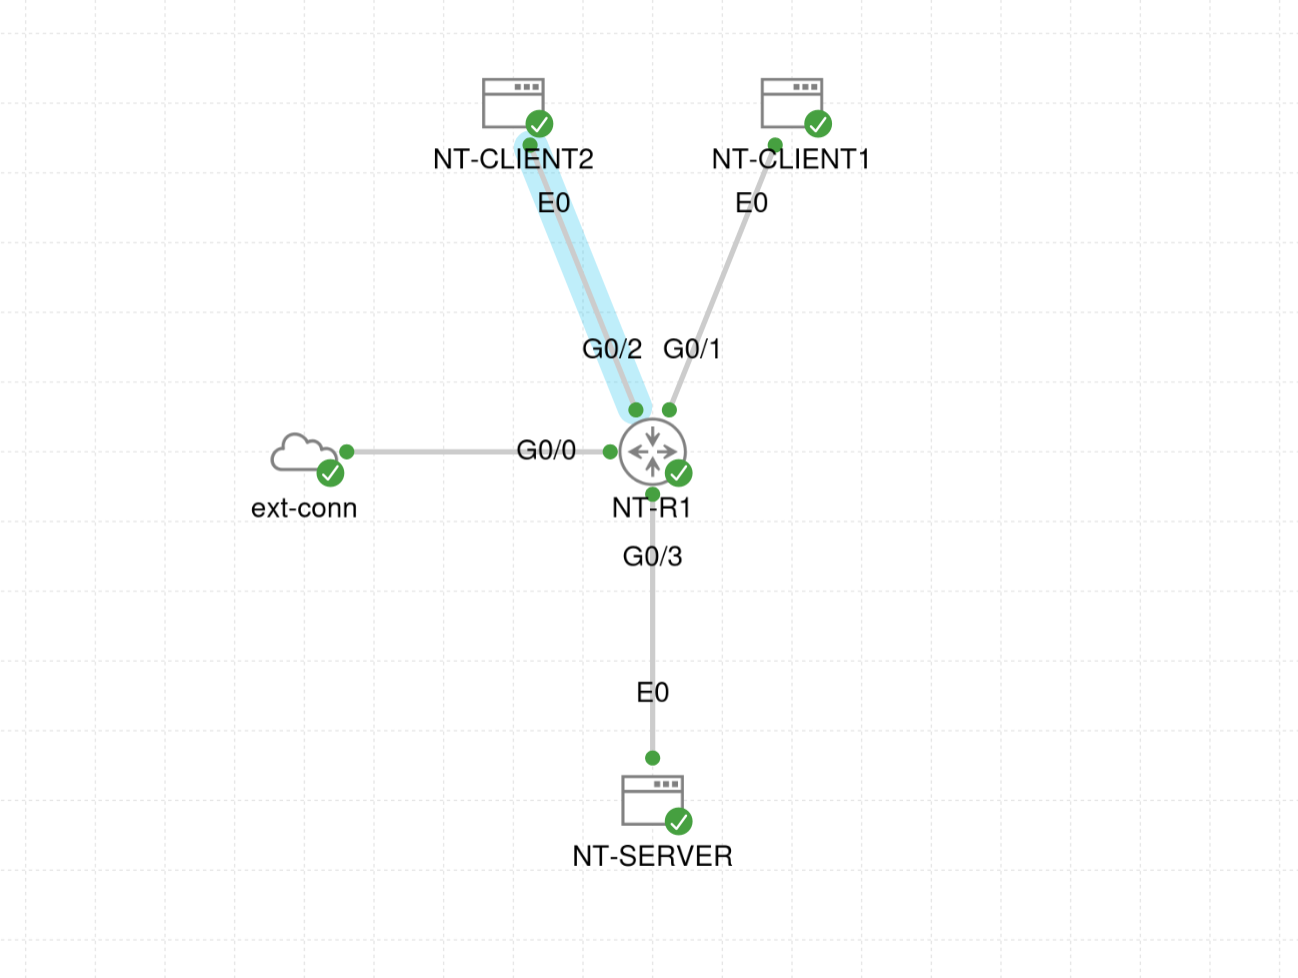 NT-CLIENT2
NT-CLIENT1
E0
E0
G0/2
G0/1
G0/0
ext-conn
NT-R1
G0/3
E0
NT-SERVER